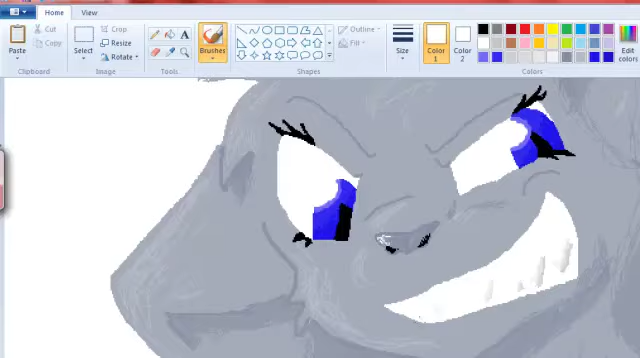 Home View
Paste
Cut
Copy
Clipboard
Select
Crop
Resize
Rotate
Image
Tools
Brushes
Outline
Fill
Shapes
Size
Color
1
Color
2
Edit
colors
Colors